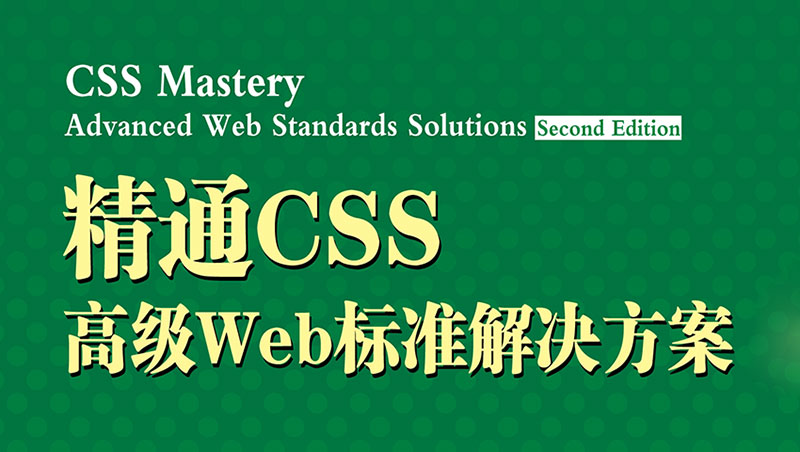 CSS Mastery
Advanced Web Standards Solutions Second Edition
精通CSS
高级Web标准解决方案